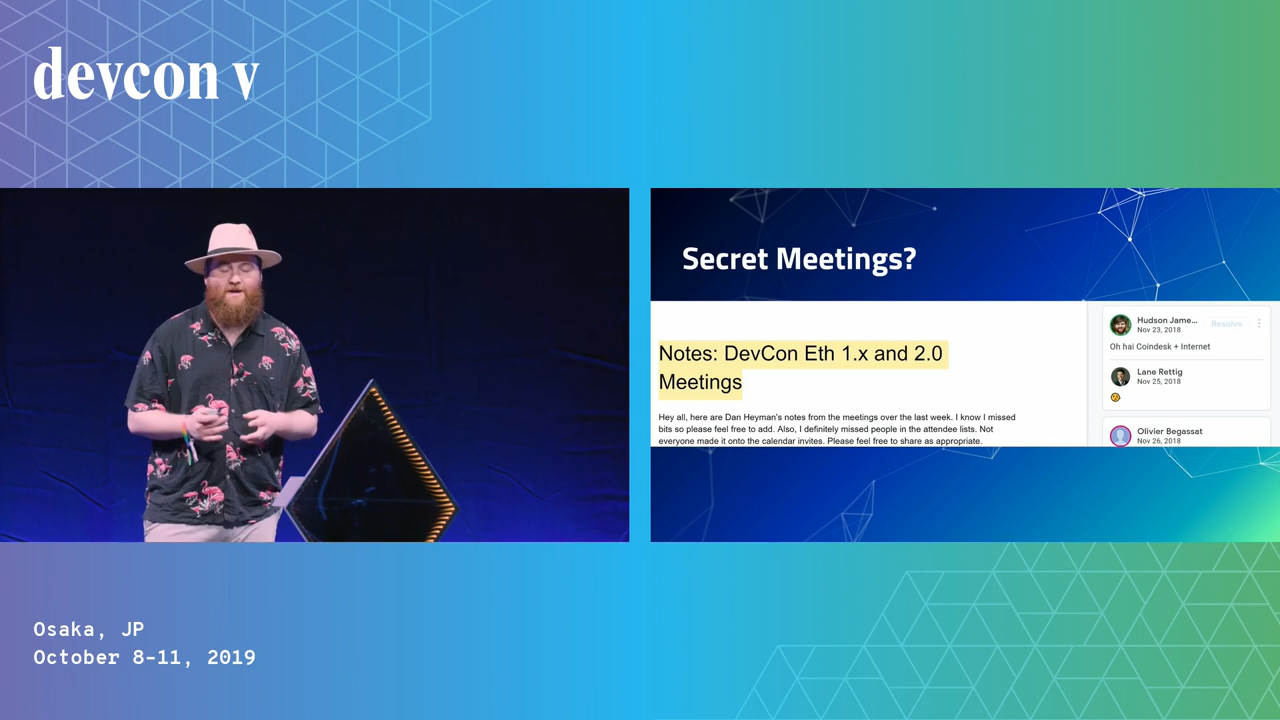 devcon v
Secret Meetings?
Notes: DevCon Eth 1.x and 2.0
Meetings
Hey all, here are Dan Heyman's notes from the meetings over the last week. I know I missed
bits so please feel free to add. Also, I definitely missed people in the attendee lists. Not
everyone made it onto the calendar invites. Please feel free to share as appropriate.
Hudson Jame...
Nov 23, 2018
Resolve
Oh hai Coindesk + Internet
Lane Rettig
Nov 25, 2018
Olivier Begassat
Nov 26, 2018
Osaka, JP
October 8-11, 2019